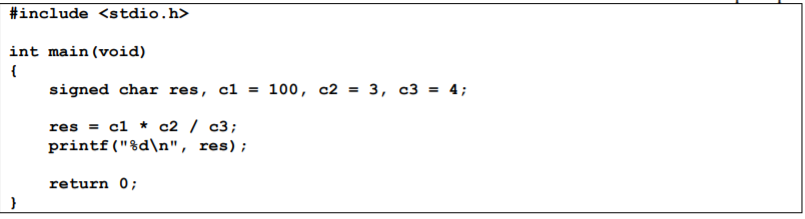 #include <stdio.h>
int main(void)
{
signed char res, c1 = 100, c2 = 3, c3 = 4;
res = c1 * c2 / c3;
printf("%d\n", res);
return 0;
}